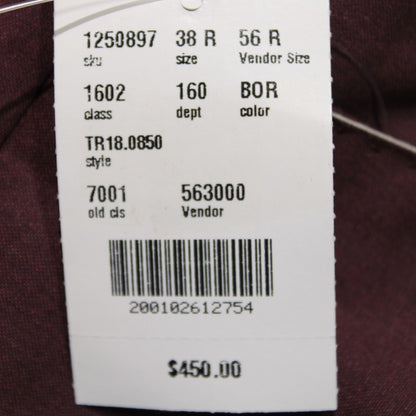 1250897 38 R 56 R
sku size Vendor Size
1602 160 BOR
class dept color
TR18.0850
style
7001 563000
old cls Vendor
200102612754
$450.00